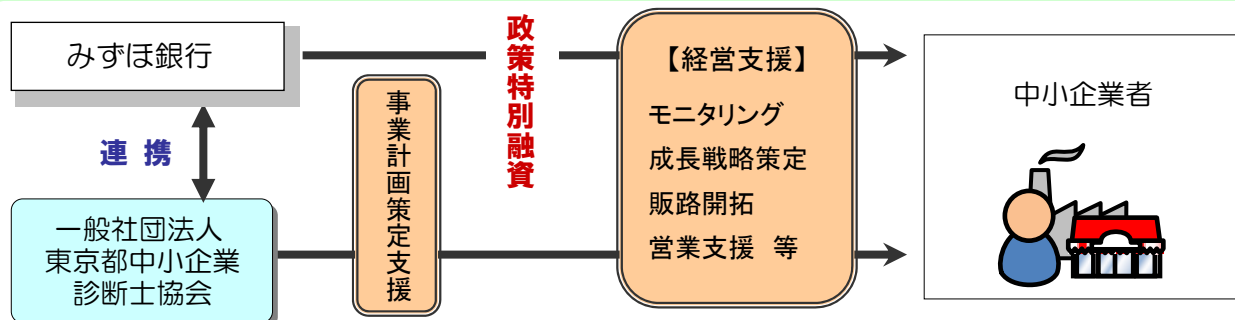 みずほ銀行
連 携
一般社団法人
東京都中小企業
診断士協会
事業計画策定支援
政策特別融資
【経営支援】
モニタリング
成長戦略策定
販路開拓
営業支援 等
中小企業者